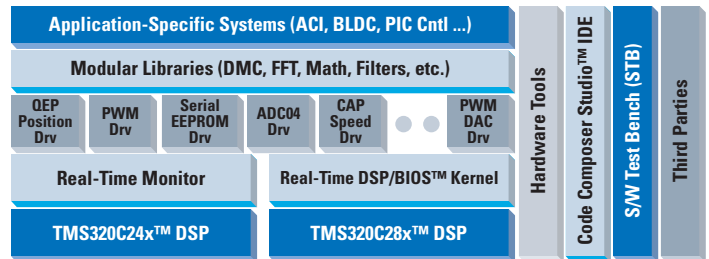 Application-Specific Systems (ACI, BLDC, PIC Cntl ...)
Modular Libraries (DMC, FFT, Math, Filters, etc.)
QEP
Position
Drv
PWM
Drv
Serial
EEPROM
Drv
ADC04
Drv
CAP
Speed
Drv
PWM
DAC
Drv
Real-Time Monitor
Real-Time DSP/BIOS™ Kernel
TMS320C24x™ DSP
TMS320C28x™ DSP
Hardware Tools
Code Composer Studio™ IDE
S/W Test Bench (STB)
Third Parties